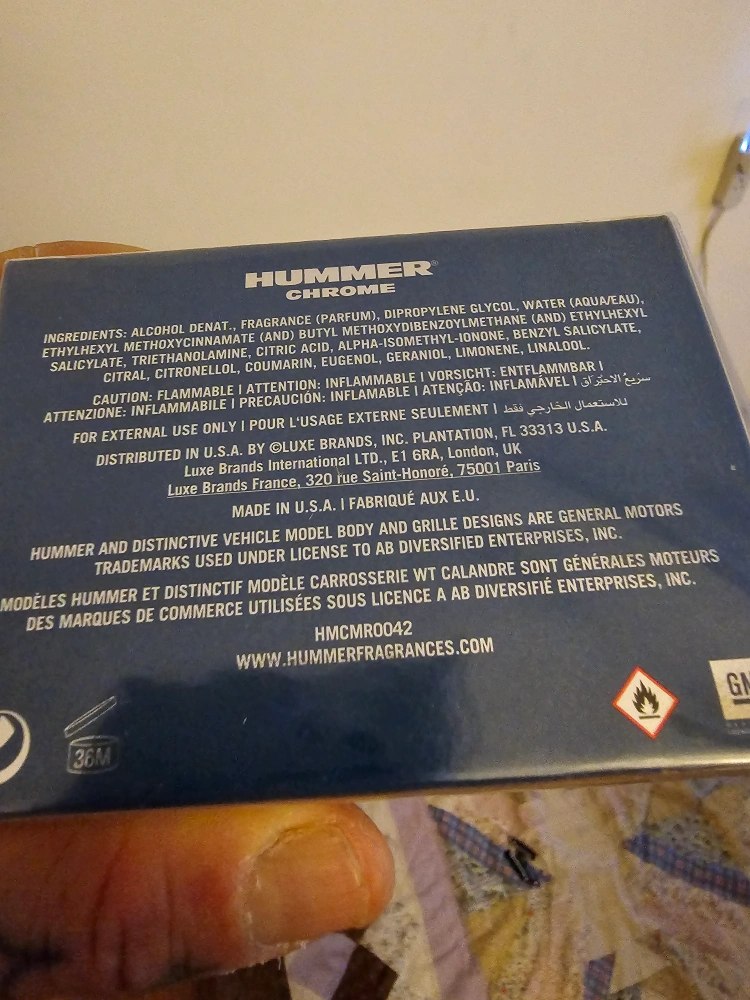 HUMMER®
CHROME
INGREDIENTS: ALCOHOL DENAT., FRAGRANCE (PARFUM), DIPROPYLENE GLYCOL, WATER (AQUA/EAU),
ETHYLHEXYL METHOXYCINNAMATE (AND) BUTYL METHOXYDIBENZOYLMETHANE (AND) ETHYLHEXYL
SALICYLATE, TRIETHANOLAMINE, CITRIC ACID, ALPHA-ISOMETHYL-IONONE, BENZYL SALICYLATE,
CITRAL, CITRONELLOL, COUMARIN, EUGENOL, GERANIOL, LIMONENE, LINALOOL.
CAUTION: FLAMMABLE | ATTENTION: INFLAMMABLE | VORSICHT: ENTFLAMMBAR |
ATTENZIONE: INFLAMMABILE | PRECAUCIÓN: INFLAMABLE | ATENÇÃO: INFLAMÁVEL | سريع الاحتراق
FOR EXTERNAL USE ONLY | POUR L'USAGE EXTERNE SEULEMENT | للاستعمال الخارجي فقط
DISTRIBUTED IN U.S.A. BY ©LUXE BRANDS, INC. PLANTATION, FL 33313 U.S.A.
Luxe Brands International LTD., E1 6RA, London, UK
Luxe Brands France, 320 rue Saint-Honoré, 75001 Paris
MADE IN U.S.A. | FABRIQUÉ AUX E.U.
HUMMER AND DISTINCTIVE VEHICLE MODEL BODY AND GRILLE DESIGNS ARE GENERAL MOTORS
TRADEMARKS USED UNDER LICENSE TO AB DIVERSIFIED ENTERPRISES, INC.
MODÈLES HUMMER ET DISTINCTIF MODÈLE CARROSSERIE WT CALANDRE SONT GÉNÉRALES MOTEURS
DES MARQUES DE COMMERCE UTILISÉES SOUS LICENCE A AB DIVERSIFIÉ ENTERPRISES, INC.
HMCMR0042
WWW.HUMMERFRAGRANCES.COM
36M
GM